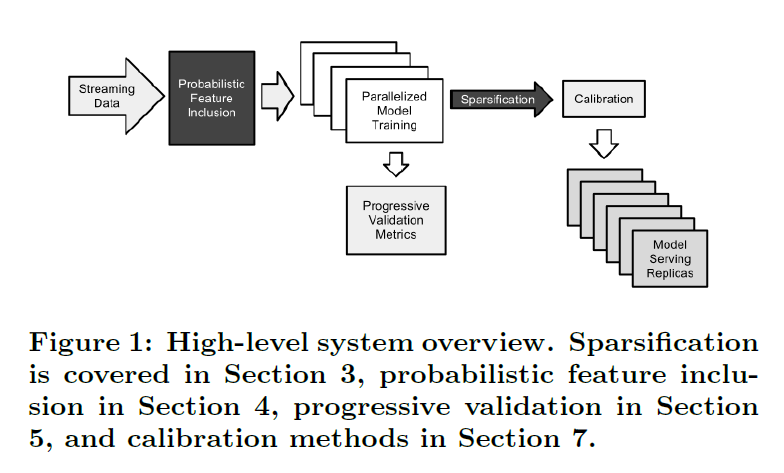 Streaming
Data
Probabilistic
Feature
Inclusion
Parallelized
Model
Training
Sparsification
Calibration
Progressive
Validation
Metrics
Model
Serving
Replicas
Figure 1: High-level system overview. Sparsification
is covered in Section 3, probabilistic feature inclu-
sion in Section 4, progressive validation in Section
5, and calibration methods in Section 7.